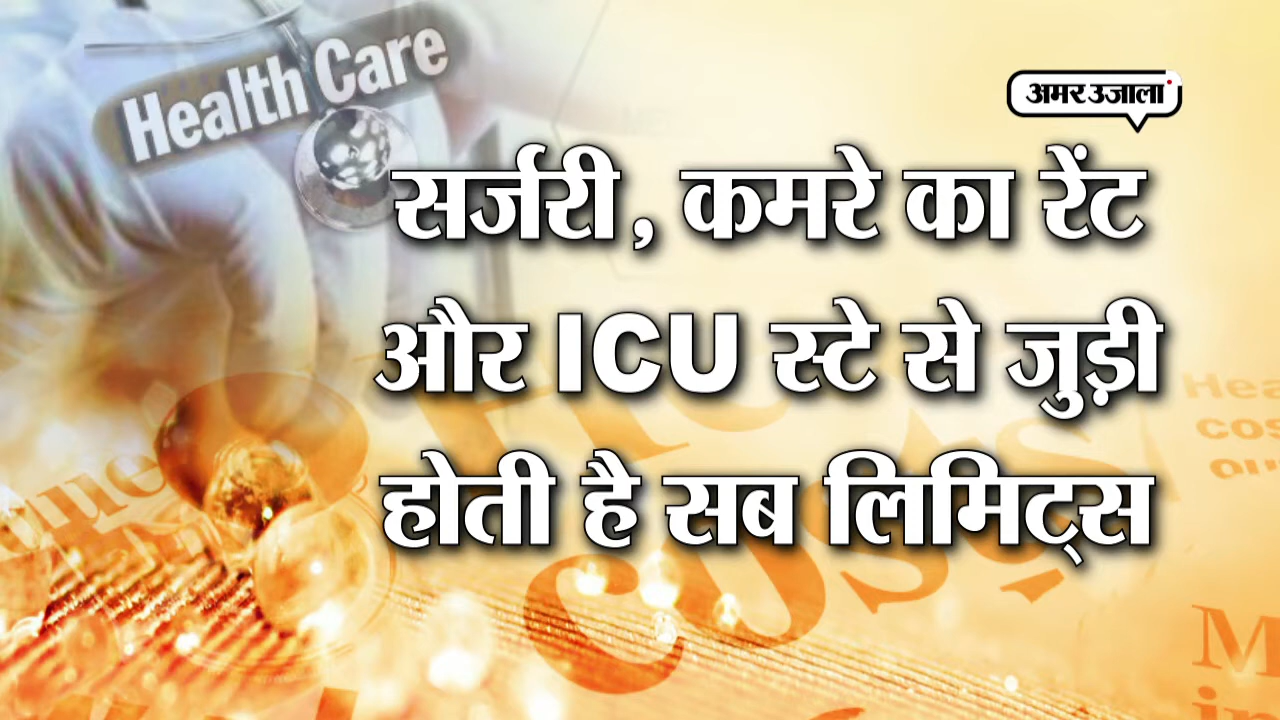 Health Care
अमर उजाला
सर्जरी, कमरे का रेंट
और ICU स्टे से जुड़ी
होती है सब लिमिट्स